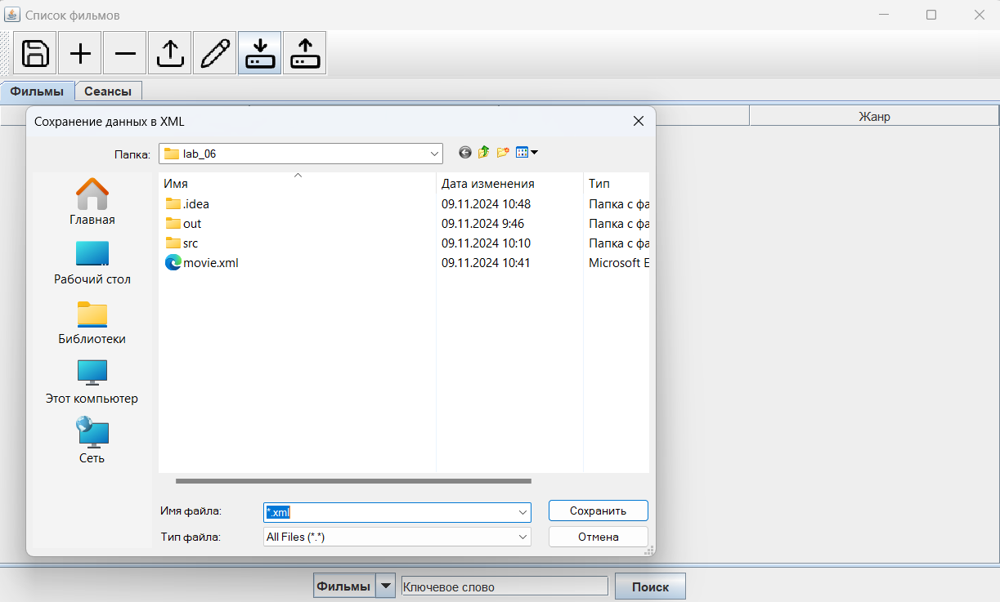 Список фильмов
Фильмы Сеансы
Жанр
Сохранение данных в XML
Папка: lab_06
Имя Дата изменения Тип
.idea 09.11.2024 10:48 Папка с фа
out 09.11.2024 9:46 Папка с фа
src 09.11.2024 10:10 Папка с фа
movie.xml 09.11.2024 10:41 Microsoft E
Главная
Рабочий стол
Библиотеки
Этот компьютер
Сеть
Имя файла: *.xml Сохранить
Тип файла: All Files (*.*) Отмена
Фильмы Ключевое слово Поиск